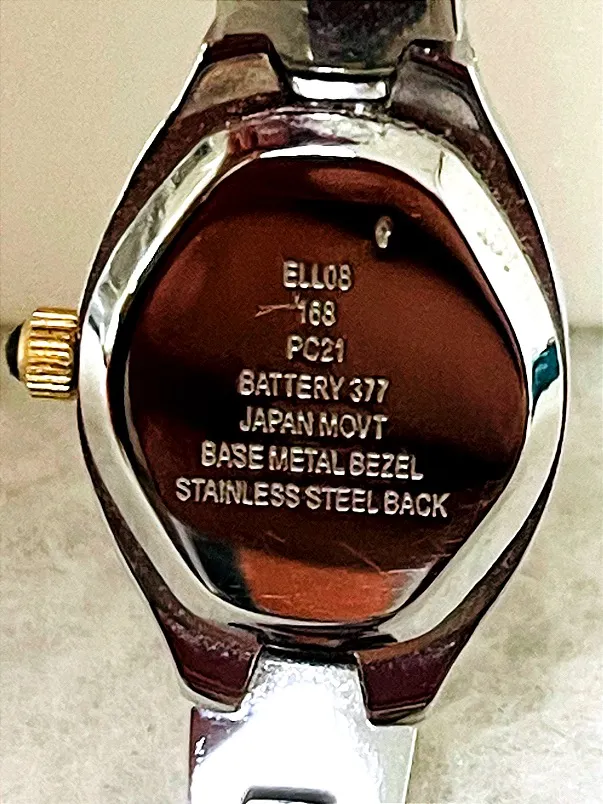 ELL08
168
PC21
BATTERY 377
JAPAN MOVT
BASE METAL BEZEL
STAINLESS STEEL BACK